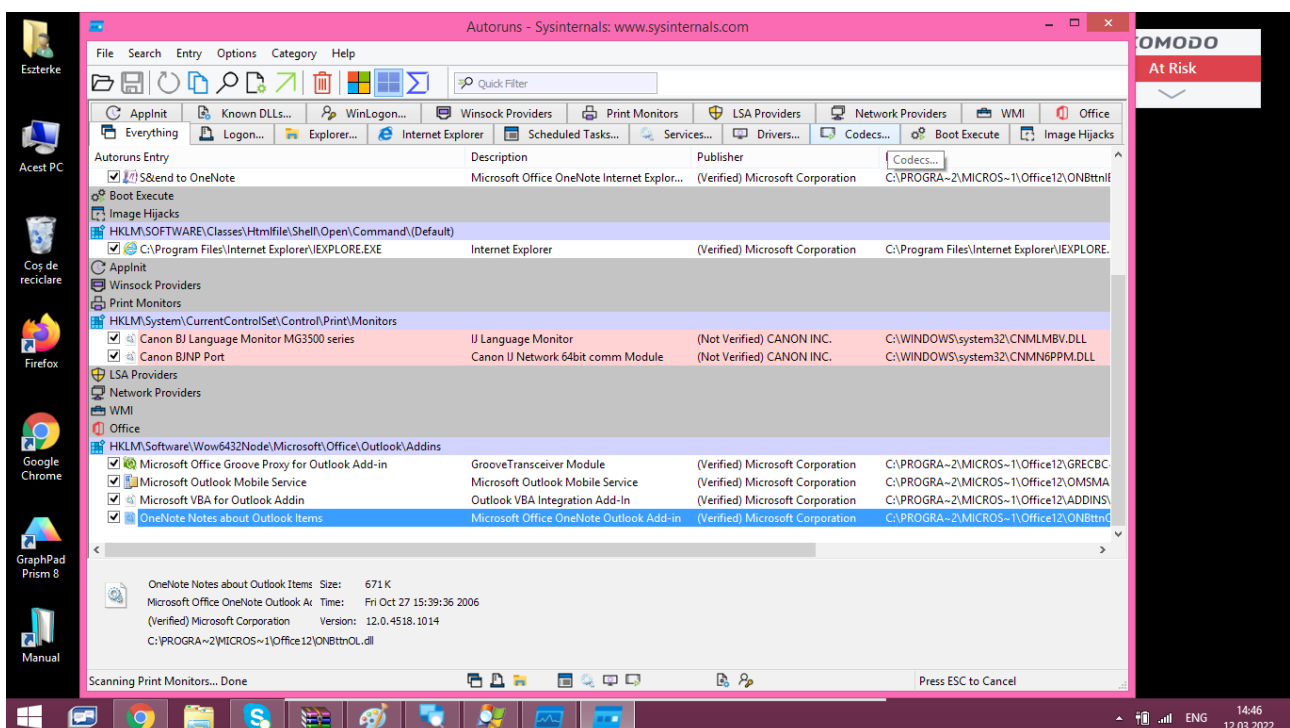 Autoruns - Sysinternals: www.sysinternals.com
File Search Entry Options Category Help
Quick Filter
AppInit Known DLLs... WinLogon... Winsock Providers Print Monitors LSA Providers Network Providers WMI Office
Everything Logon... Explorer... Internet Explorer Scheduled Tasks... Services... Drivers... Codecs... Boot Execute Image Hijacks
Autoruns Entry Description Publisher
Codecs...
S&end to OneNote Microsoft Office OneNote Internet Explor... (Verified) Microsoft Corporation C:\PROGRA~2\MICROS~1\Office12\ONBttnIE
Boot Execute
Image Hijacks
HKLM\SOFTWARE\Classes\Htmlfile\Shell\Open\Command\(Default)
C:\Program Files\Internet Explorer\IEXPLORE.EXE Internet Explorer (Verified) Microsoft Corporation C:\Program Files\Internet Explorer\IEXPLORE.
AppInit
Winsock Providers
Print Monitors
HKLM\System\CurrentControlSet\Control\Print\Monitors
Canon BJ Language Monitor MG3500 series IJ Language Monitor (Not Verified) CANON INC. C:\WINDOWS\system32\CNMLMBV.DLL
Canon BJNP Port Canon IJ Network 64bit comm Module (Not Verified) CANON INC. C:\WINDOWS\system32\CNMN6PPM.DLL
LSA Providers
Network Providers
WMI
Office
HKLM\Software\Wow6432Node\Microsoft\Office\Outlook\Addins
Microsoft Office Groove Proxy for Outlook Add-in GrooveTransceiver Module (Verified) Microsoft Corporation C:\PROGRA~2\MICROS~1\Office12\GRECBC
Microsoft Outlook Mobile Service Microsoft Outlook Mobile Service (Verified) Microsoft Corporation C:\PROGRA~2\MICROS~1\Office12\OMSMA
Microsoft VBA for Outlook Addin Outlook VBA Integration Add-In (Verified) Microsoft Corporation C:\PROGRA~2\MICROS~1\Office12\ADDINS\
OneNote Notes about Outlook Items Microsoft Office OneNote Outlook Add-in (Verified) Microsoft Corporation C:\PROGRA~2\MICROS~1\Office12\ONBttnO
OneNote Notes about Outlook Items Size: 671 K
Microsoft Office OneNote Outlook Ac Time: Fri Oct 27 15:39:36 2006
(Verified) Microsoft Corporation Version: 12.0.4518.1014
C:\PROGRA~2\MICROS~1\Office12\ONBttnOL.dll
Scanning Print Monitors... Done Press ESC to Cancel
Eszterke
Acest PC
Coș de
reciclare
Firefox
Google
Chrome
GraphPad
Prism 8
Manual
COMODO
At Risk
ENG
14:46
12.03.2022